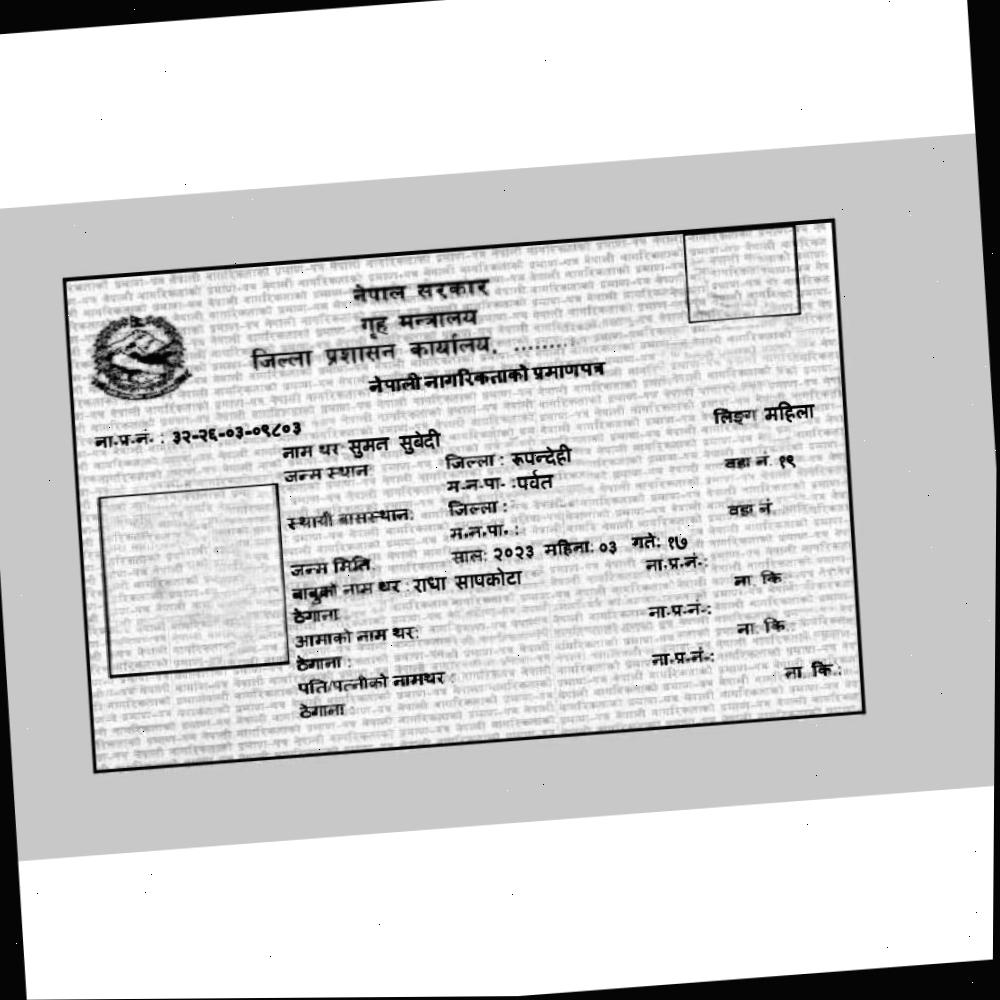 नेपाल सरकार
गृह मन्त्रालय
जिल्ला प्रशासन कार्यालय, .........
नेपाली नागरिकताको प्रमाणपत्र
ना.प्र.नं. : ३२-२६-०३-०९८०३ लिङ्ग महिला
नाम थर सुमन सुबेदी
जन्म स्थान जिल्ला : रूपन्देही वडा नं. १९
म.न.पा. :पर्वत
स्थायी बासस्थान: जिल्ला : वडा नं.
म.न.पा. :
जन्म मिति. साल: २०२३ महिना: ०३ गते: १७
बाबुको नाम थर : राधा सापकोटा ना.प्र.नं.:
ठेगाना ना. कि
आमाको नाम थर: ना.प्र.नं.:
ठेगाना : ना. कि.:
पति/पत्नीको नामथर : ना.प्र.नं.:
ठेगाना : ना. कि.: